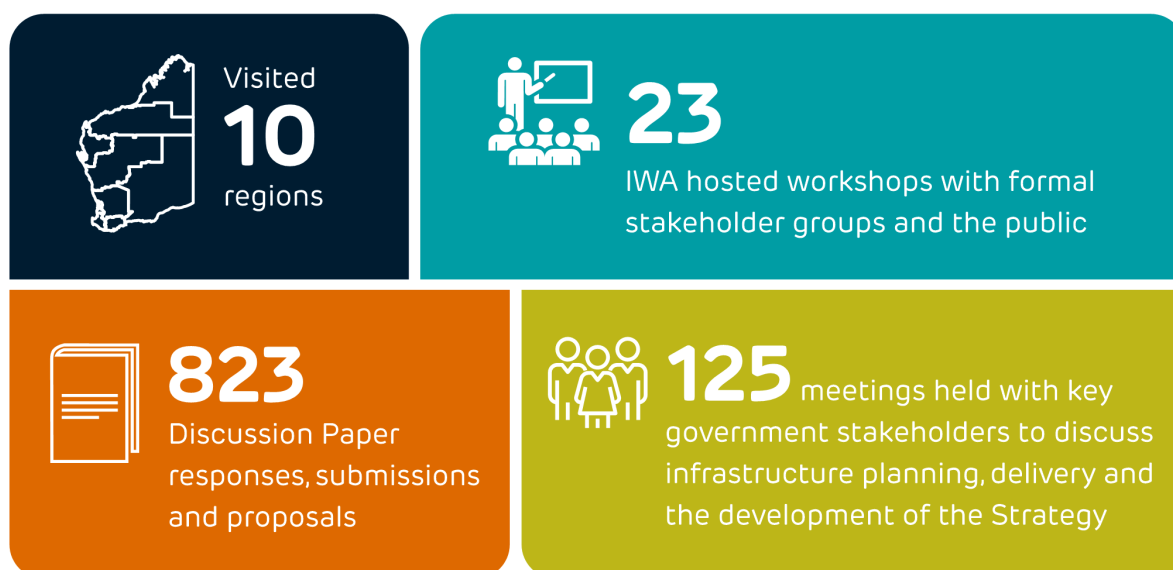 Visited
10
regions
23
IWA hosted workshops with formal
stakeholder groups and the public
823
Discussion Paper
responses, submissions
and proposals
125 meetings held with key
government stakeholders to discuss
infrastructure planning, delivery and
the development of the Strategy